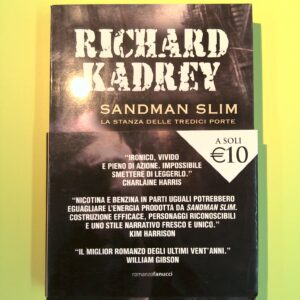 RICHARD
KADREY
SANDMAN SLIM
LA STANZA DELLE TREDICI PORTE
A SOLI
€10
"IRONICO, VIVIDO
E PIENO DI AZIONE. IMPOSSIBILE
SMETTERE DI LEGGERLO."
CHARLAINE HARRIS
"NICOTINA E BENZINA IN PARTI UGUALI POTREBBERO
EGUAGLIARE L'ENERGIA PRODOTTA DA SANDMAN SLIM.
COSTRUZIONE EFFICACE, PERSONAGGI RICONOSCIBILI
E UNO STILE NARRATIVO FRESCO E UNICO."
KIM HARRISON
"IL MIGLIOR ROMANZO DEGLI ULTIMI VENT'ANNI."
WILLIAM GIBSON
romanzofanucci